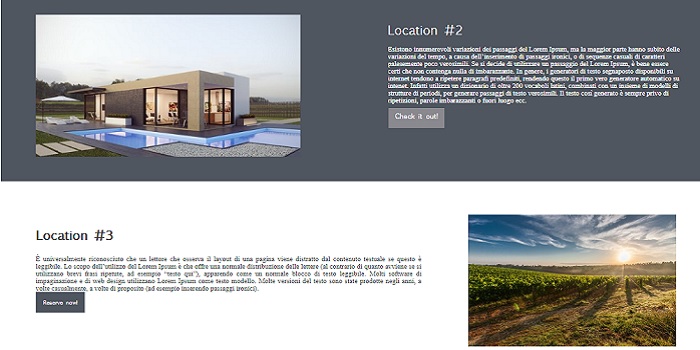 Location #2
Esistono innumerevoli variazioni dei passaggi del Lorem Ipsum, ma la maggior parte hanno subito delle
variazioni del tempo, a causa dell'inserimento di passaggi ironici, o di sequenze casuali di caratteri
palesemente poco verosimili. Se si decide di utilizzare un passaggio del Lorem Ipsum, è bene essere
certi che non contenga nulla di imbarazzante. In genere, i generatori di testo segnaposto disponibili su
internet tendono a ripetere paragrafi predefiniti, rendendo questo il primo vero generatore automatico su
intenet. Infatti utilizza un dizionario di oltre 200 vocaboli latini, combinati con un insieme di modelli di
strutture di periodi, per generare passaggi di testo verosimili. Il testo così generato è sempre privo di
ripetizioni, parole imbarazzanti o fuori luogo ecc.
Check it out!
Location #3
È universalmente riconosciuto che un lettore che osserva il layout di una pagina viene distratto dal contenuto testuale se questo è
leggibile. Lo scopo dell'utilizzo del Lorem Ipsum è che offre una normale distribuzione delle lettere (al contrario di quanto avviene se si
utilizzano brevi frasi ripetute, ad esempio "testo qui"), apparendo come un normale blocco di testo leggibile. Molti software di
impaginazione e di web design utilizzano Lorem Ipsum come testo modello. Molte versioni del testo sono state prodotte negli anni, a
volte casualmente, a volte di proposito (ad esempio inserendo passaggi ironici).
Reserve now!